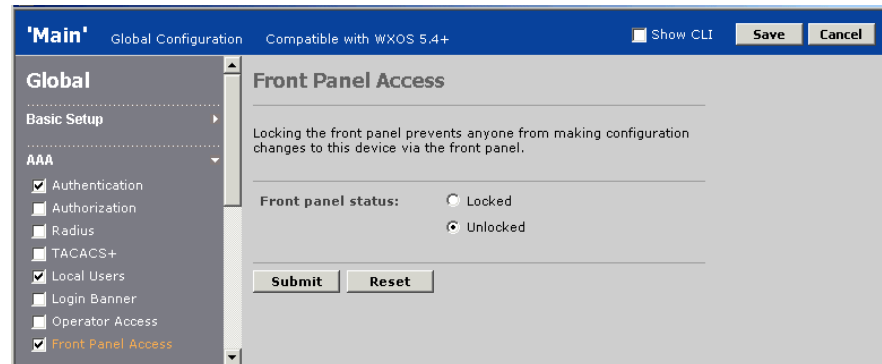 'Main' Global Configuration Compatible with WXOS 5.4+ Show CLI Save Cancel
Global
Basic Setup
AAA
Authentication
Authorization
Radius
TACACS+
Local Users
Login Banner
Operator Access
Front Panel Access
Front Panel Access
Locking the front panel prevents anyone from making configuration
changes to this device via the front panel.
Front panel status: Locked
Unlocked
Submit Reset